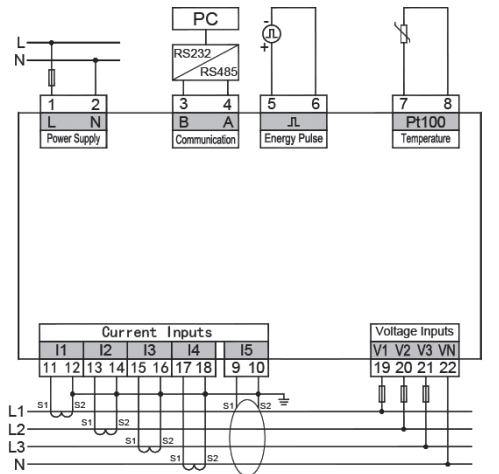 PC
L
RS232
N
RS485
1 2 3 4 5 6 7 8
L N B A Pt100
Power Supply Communication Energy Pulse Temperature
Current Inputs Voltage Inputs
I1 I2 I3 I4 I5 V1 V2 V3 VN
11 12 13 14 15 16 17 18 9 10 19 20 21 22
L1 S1 S2 S1 S2
L2 S1 S2
L3 S1 S2
N S1 S2